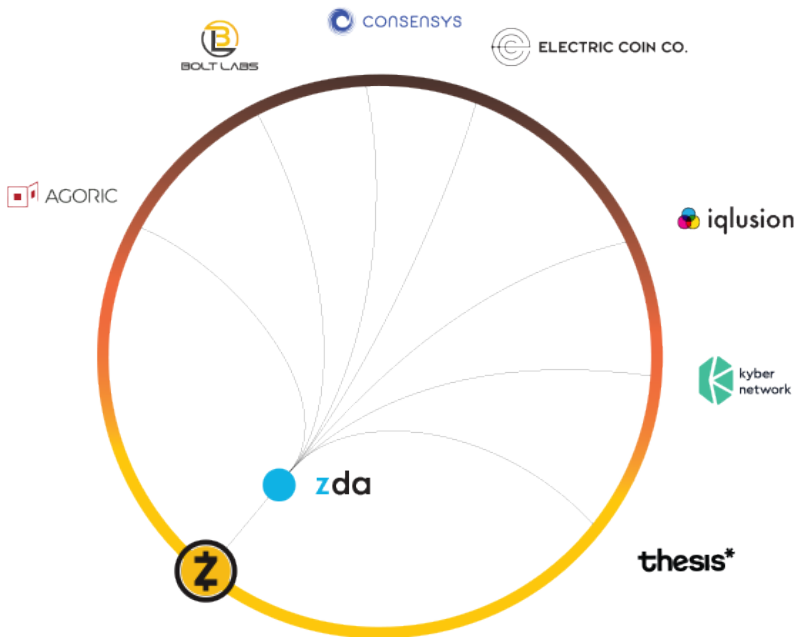 CONSENSYS
BOLT LABS
ELECTRIC COIN CO.
AGORIC
iqlusion
kyber
network
zda
thesis*